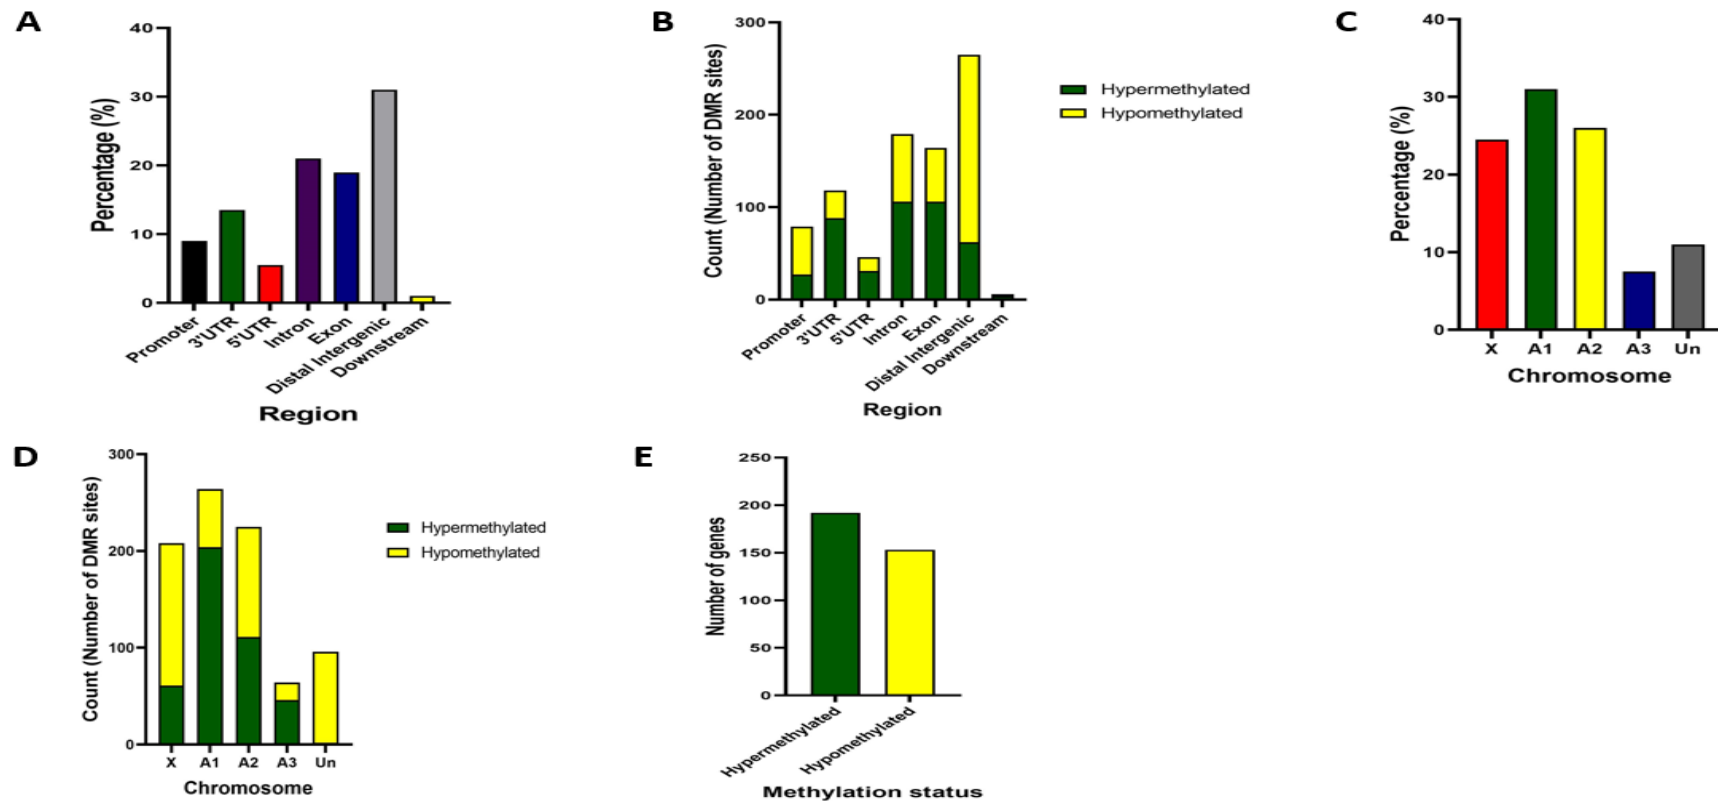 A
Percentage (%)
40
30
20
10
0
Promoter
3'UTR
5'UTR
Intron
Exon
Distal Intergenic
Downstream
Region
B
Count (Number of DMR sites)
300
200
100
0
Promoter
3'UTR
5'UTR
Intron
Exon
Distal Intergenic
Downstream
Region
Hypermethylated
Hypomethylated
C
Percentage (%)
40
30
20
10
0
X
A1
A2
A3
Un
Chromosome
D
Count (Number of DMR sites)
300
200
100
0
X
A1
A2
A3
Un
Chromosome
Hypermethylated
Hypomethylated
E
Number of genes
250
200
150
100
50
0
Hypermethylated
Hypomethylated
Methylation status